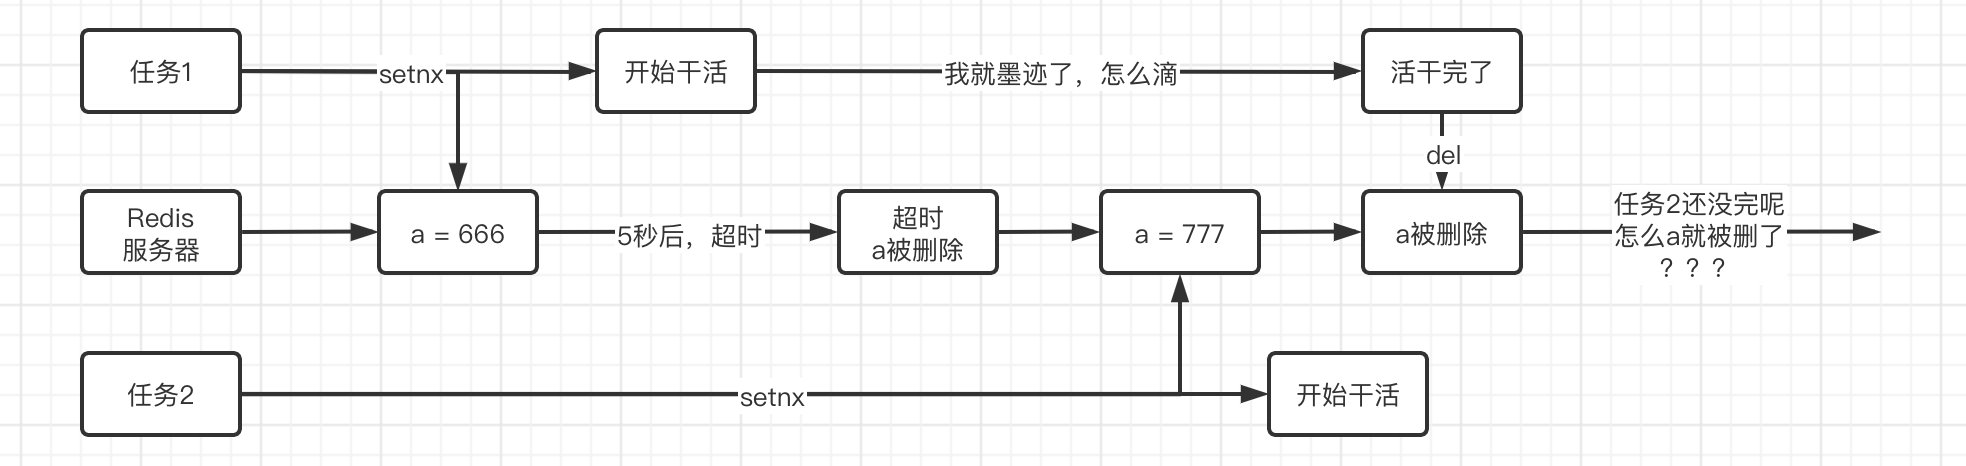 任务1
setnx
开始干活
我就墨迹了，怎么滴
活干完了
del
Redis
服务器
a = 666
5秒后，超时
超时
a被删除
a = 777
a被删除
任务2还没完呢
怎么a就被删了
？？？
任务2
setnx
开始干活